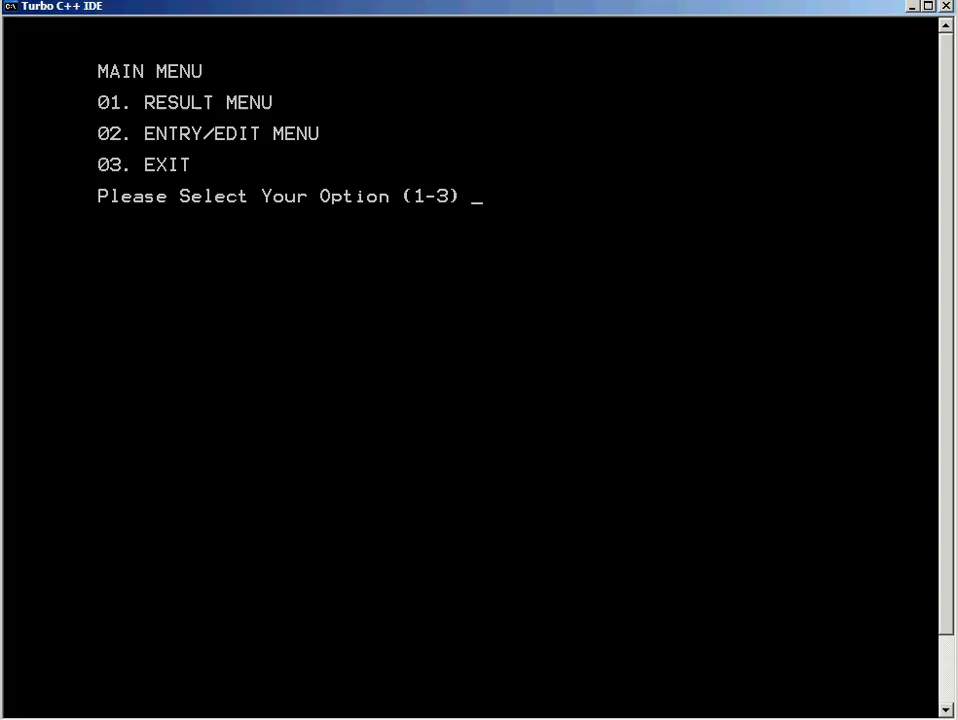 Turbo C++ IDE
MAIN MENU
01. RESULT MENU
02. ENTRY/EDIT MENU
03. EXIT
Please Select Your Option (1-3) _